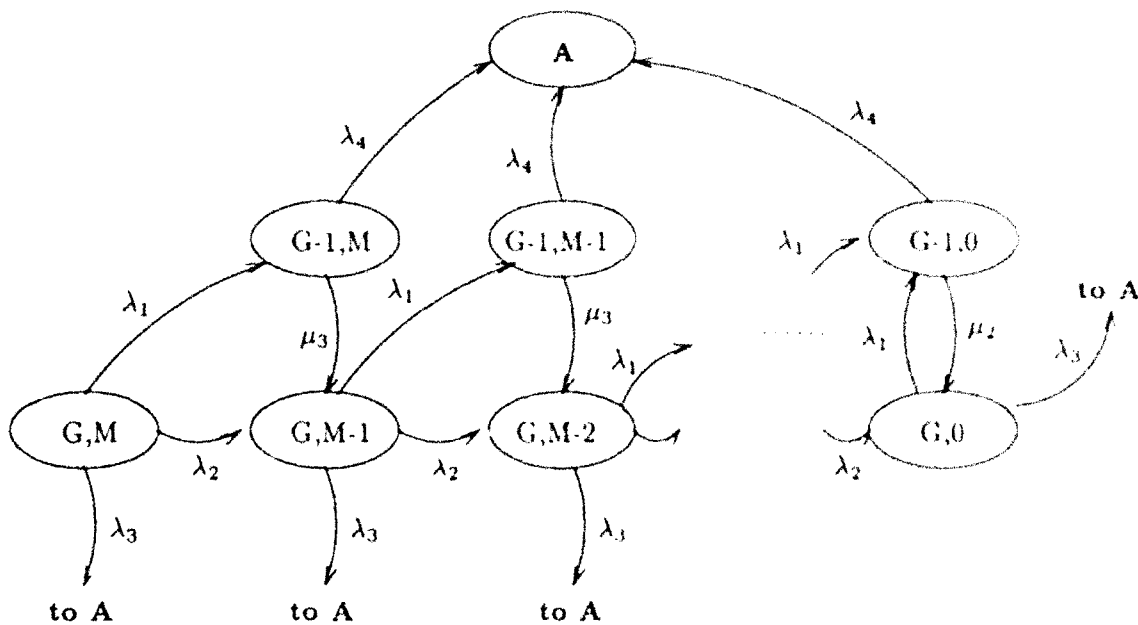 A
λ₄
λ₄
λ₄
G-1,M
G-1,M-1
λ₁
G-1,0
λ₁
λ₁
to A
μ₃
μ₃
λ₁
λ₁
λ₃
G,M
G,M-1
G,M-2
G,0
λ₂
λ₂
λ₂
λ₃
λ₃
λ₃
to A
to A
to A